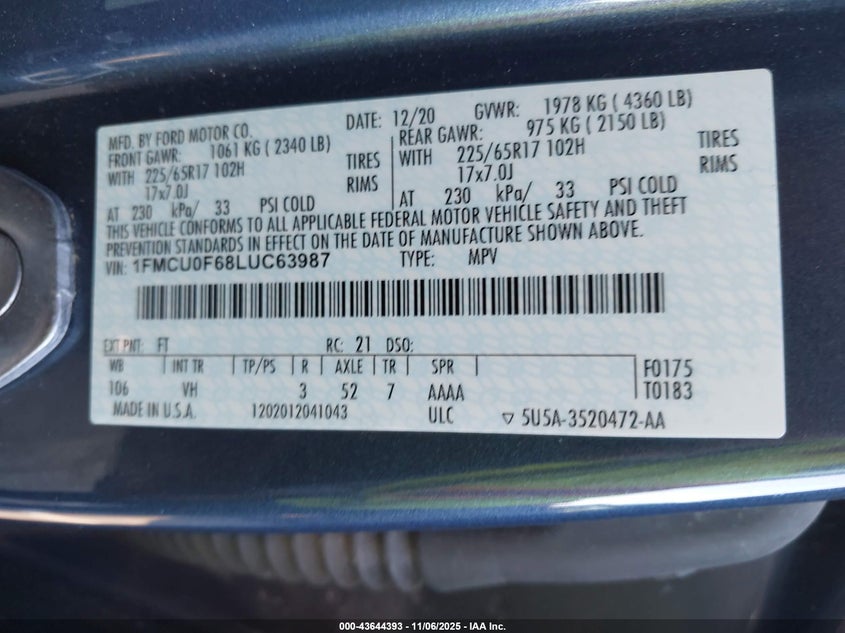 MFD. BY FORD MOTOR CO. DATE: 12/20 GVWR: 1978 KG ( 4360 LB)
FRONT GAWR: 1061 KG ( 2340 LB) REAR GAWR: 975 KG ( 2150 LB)
WITH 225/65R17 102H TIRES WITH 225/65R17 102H TIRES
17x7.0J RIMS 17x7.0J RIMS
AT 230 kPa/ 33 PSI COLD AT 230 kPa/ 33 PSI COLD
THIS VEHICLE CONFORMS TO ALL APPLICABLE FEDERAL MOTOR VEHICLE SAFETY AND THEFT
PREVENTION STANDARDS IN EFFECT ON THE DATE OF MANUFACTURE SHOWN ABOVE.
VIN: 1FMCU0F68LUC63987 TYPE: MPV
EXT PNT: FT RC: 21 DSO:
WB INT TR TP/PS R AXLE TR SPR F0175
106 VH 3 52 7 AAAA T0183
MADE IN U.S.A. 1202012041043 ULC ▽ 5U5A-3520472-AA
000-43644393 - 11/06/2025 - IAA Inc.